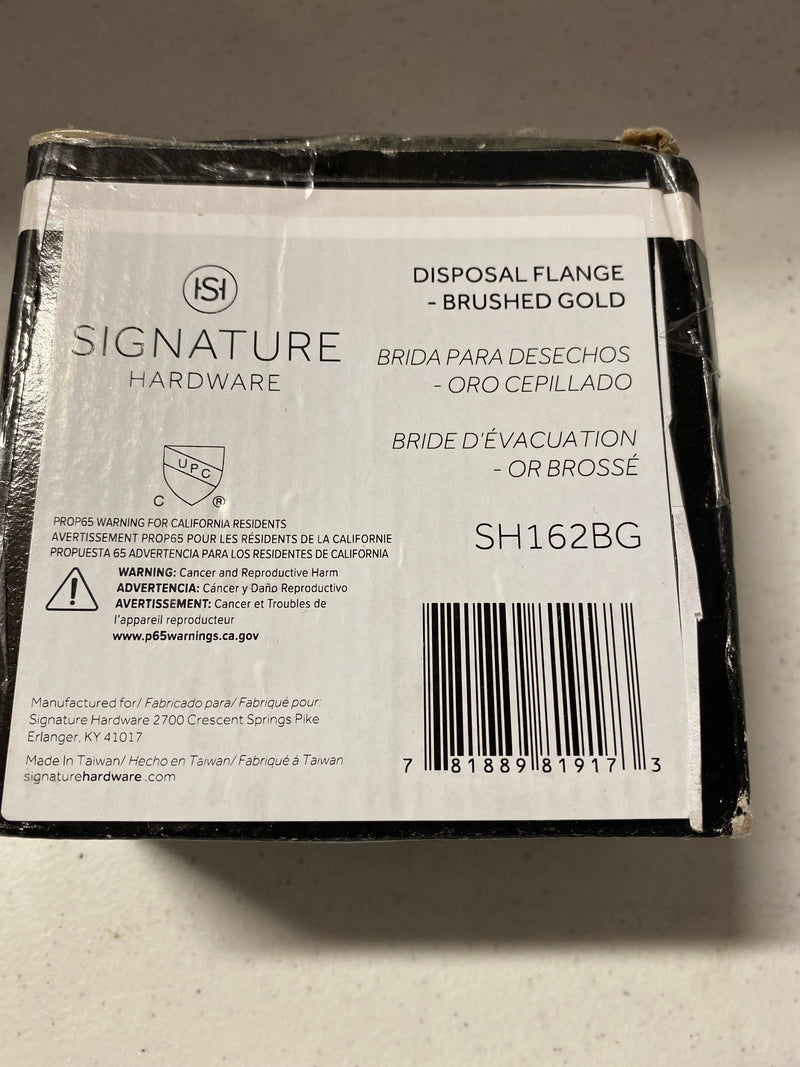 HS
SIGNATURE
HARDWARE
DISPOSAL FLANGE
- BRUSHED GOLD
BRIDA PARA DESECHOS
- ORO CEPILLADO
BRIDE D'ÉVACUATION
- OR BROSSÉ
SH162BG
UPC
C ®
PROP65 WARNING FOR CALIFORNIA RESIDENTS
AVERTISSEMENT PROP65 POUR LES RÉSIDENTS DE LA CALIFORNIE
PROPUESTA 65 ADVERTENCIA PARA LOS RESIDENTES DE CALIFORNIA
WARNING: Cancer and Reproductive Harm
ADVERTENCIA: Cáncer y Daño Reproductivo
AVERTISSEMENT: Cancer et Troubles de
l'appareil reproducteur
www.p65warnings.ca.gov
Manufactured for/ Fabricado para/ Fabriqué pour:
Signature Hardware 2700 Crescent Springs Pike
Erlanger, KY 41017
Made In Taiwan/ Hecho en Taiwan/ Fabriqué à Taiwan
signaturehardware.com
7 81889 81917 3